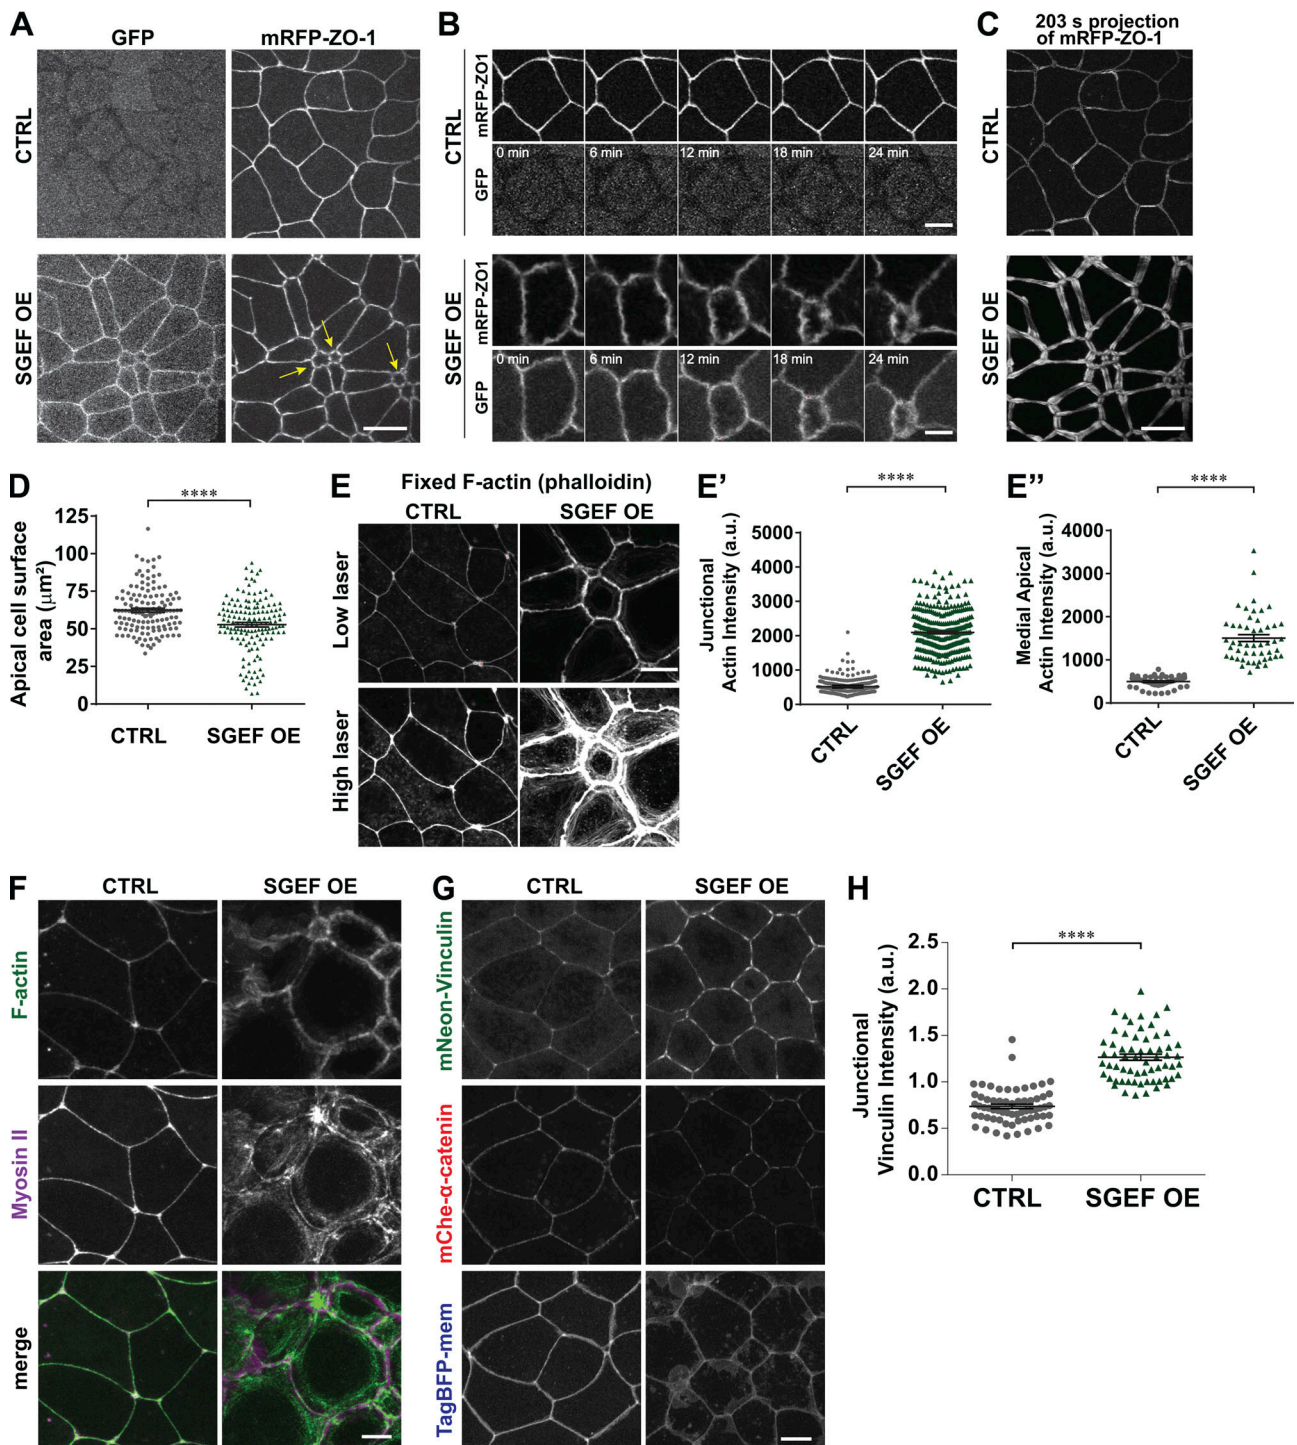 A
GFP
mRFP-ZO-1
CTRL
SGEF OE
B
CTRL
mRFP-ZO1
GFP
0 min
6 min
12 min
18 min
24 min
SGEF OE
mRFP-ZO1
GFP
0 min
6 min
12 min
18 min
24 min
C
203 s projection
of mRFP-ZO-1
CTRL
SGEF OE
D
****
Apical cell surface
area (μm²)
125
100
75
50
25
0
CTRL
SGEF OE
E
Fixed F-actin (phalloidin)
CTRL
SGEF OE
Low laser
High laser
E'
****
Junctional
Actin Intensity (a.u.)
5000
4000
3000
2000
1000
0
CTRL
SGEF OE
E"
****
Medial Apical
Actin Intensity (a.u.)
4000
3000
2000
1000
0
CTRL
SGEF OE
F
CTRL
SGEF OE
F-actin
Myosin II
merge
G
CTRL
SGEF OE
mNeon-Vinculin
mChe-α-catenin
TagBFP-mem
H
****
Junctional
Vinculin Intensity (a.u.)
2.5
2.0
1.5
1.0
0.5
0.0
CTRL
SGEF OE